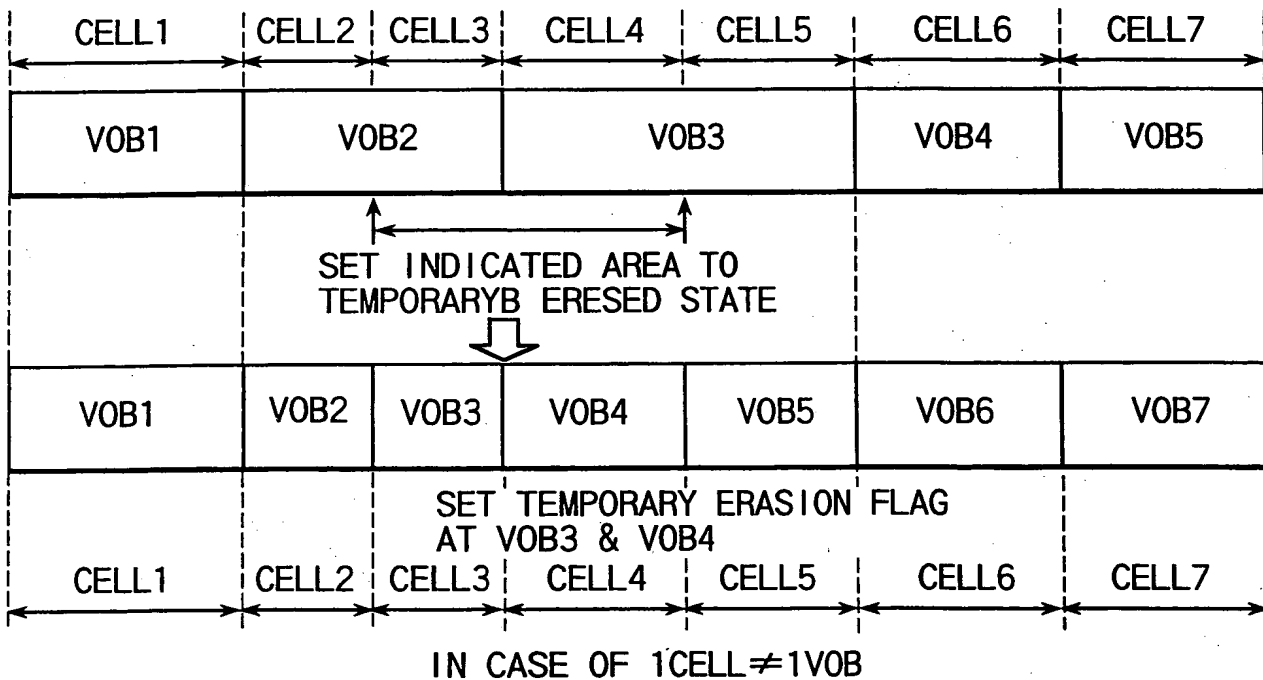 CELL1 CELL2 CELL3 CELL4 CELL5 CELL6 CELL7
VOB1 VOB2 VOB3 VOB4 VOB5
SET INDICATED AREA TO
TEMPORARYB ERESED STATE
VOB1 VOB2 VOB3 VOB4 VOB5 VOB6 VOB7
SET TEMPORARY ERASION FLAG
AT VOB3 & VOB4
CELL1 CELL2 CELL3 CELL4 CELL5 CELL6 CELL7
IN CASE OF 1CELL≠1VOB